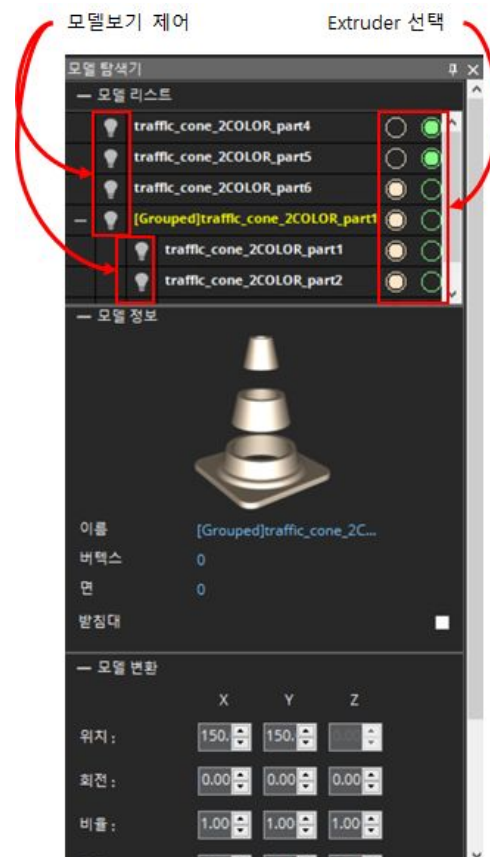 모델보기 제어 Extruder 선택
모델 탐색기
모델 리스트
traffic_cone_2COLOR_part4
traffic_cone_2COLOR_part5
traffic_cone_2COLOR_part6
[Grouped]traffic_cone_2COLOR_part1
traffic_cone_2COLOR_part1
traffic_cone_2COLOR_part2
모델 정보
이름 [Grouped]traffic_cone_2C...
버텍스 0
면 0
받침대
모델 변환
X Y Z
위치 : 150. 150. 0.00
회전 : 0.00 0.00 0.00
비율 : 1.00 1.00 1.00